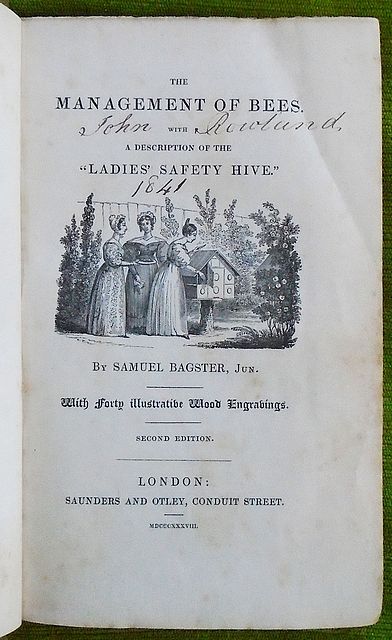 THE
MANAGEMENT OF BEES.
John WITH Rowland
A DESCRIPTION OF THE
"LADIES' SAFETY HIVE."
1841
BY SAMUEL BAGSTER, JUN.
With Forty illustrative Wood Engravings.
SECOND EDITION.
LONDON:
SAUNDERS AND OTLEY, CONDUIT STREET.
MDCCCXXXVIII.